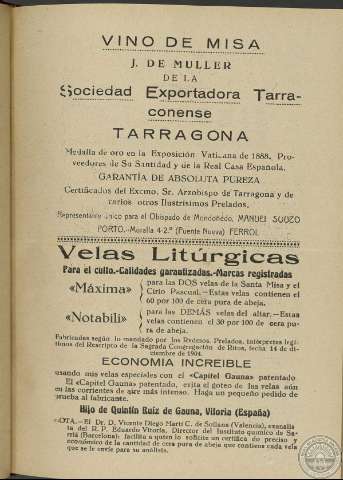 VINO DE MISA
J. DE MULLER
DE LA
Sociedad Exportadora Tarra-
conense
TARRAGONA
Medalla de oro en la Exposición Vaticana de 1888, Pro-
veedores de Su Santidad y de la Real Casa Española.
GARANTÍA DE ABSOLUTA PUREZA
Certificados del Excmo. Sr. Arzobispo de Tarragona y de
varios otros Ilustrísimos Prelados.
Representante único para el Obispado de Mondoñedo, MANUEL
PORTO.-Muralla 4-2.º (Puente Nueva) FERROL
Velas Litúrgicas
Para el culto.-Calidades garantizadas.-Marcas registradas
«Máxima» para las DOS velas de la Santa Misa y el
Cirio Pascual.—Estas velas contienen el
60 por 100 de cera pura de abeja.
«Notabili» para las DEMÁS velas del altar.—Estas
velas contienen el 30 por 100 de cera pu-
ra de abeja.
Fabricadas según lo mandado por los Rvdmos. Prelados, intérpretes legí-
timos del Rescripto de la Sagrada Congregación de Ritos, fecha 14 de di-
ciembre de 1904.
ECONOMIA INCREIBLE
usando mis velas especiales con el «Capitel Gauna» patentado
El «Capitel Gauna» patentado, evita el goteo de las velas aún
en las corrientes de aire más intenso. Haga un pequeño pedido de
prueba al fabricante.
Hijo de Quintín Ruiz de Gauna, Vitoria (España)
NOTA.—El Dr. D. Vicente Diego Martí C. de Sollana (Valencia), exanalis
ta del R. P. Eduardo Vitoria, Director del Instituto químico de Sa-
rriá (Barcelona); facilita a quien lo solicite un certificado preciso y
económico de la cantidad de cera pura de abeja que contiene cada vela
que se le envíe para su análisis.